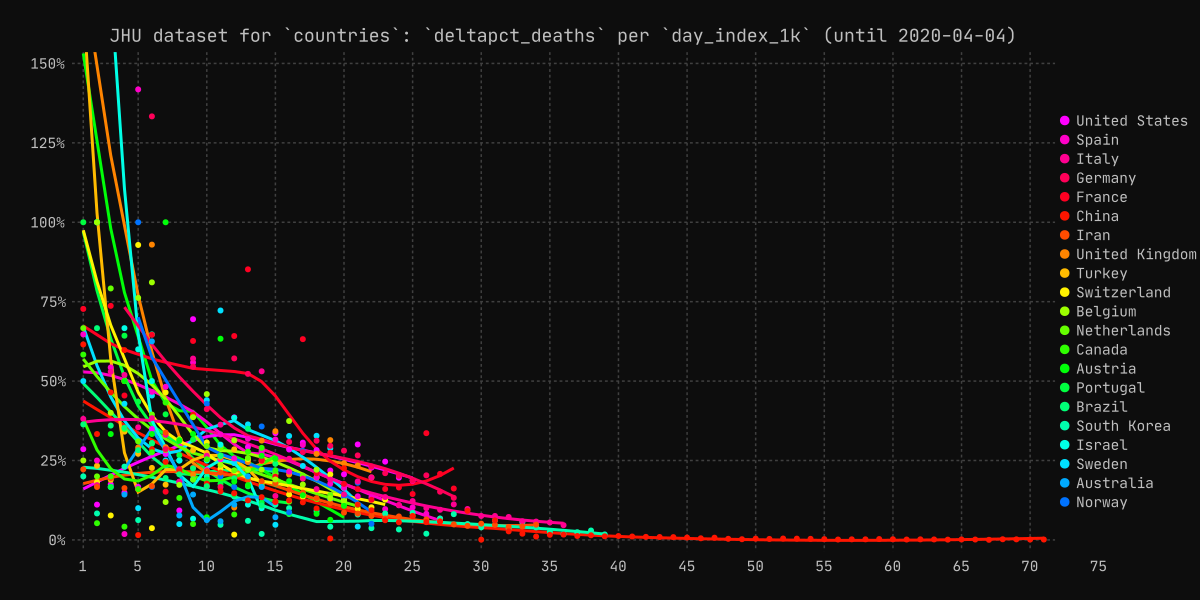 JHU dataset for `countries`: `deltapct_deaths` per `day_index_1k` (until 2020-04-04)
150%
125%
100%
75%
50%
25%
0%
1 5 10 15 20 25 30 35 40 45 50 55 60 65 70 75
United States
Spain
Italy
Germany
France
China
Iran
United Kingdom
Turkey
Switzerland
Belgium
Netherlands
Canada
Austria
Portugal
Brazil
South Korea
Israel
Sweden
Australia
Norway